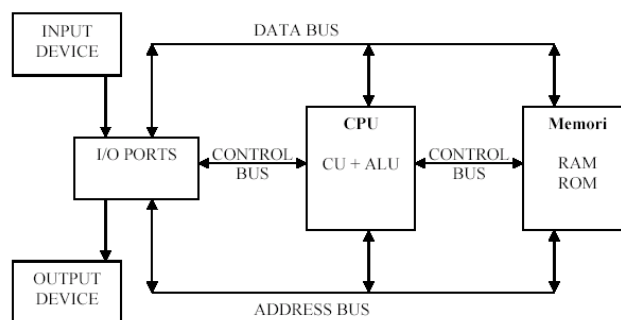 INPUT
DEVICE
DATA BUS
I/O PORTS
CONTROL
BUS
CPU
CU + ALU
CONTROL
BUS
Memori
RAM
ROM
OUTPUT
DEVICE
ADDRESS BUS